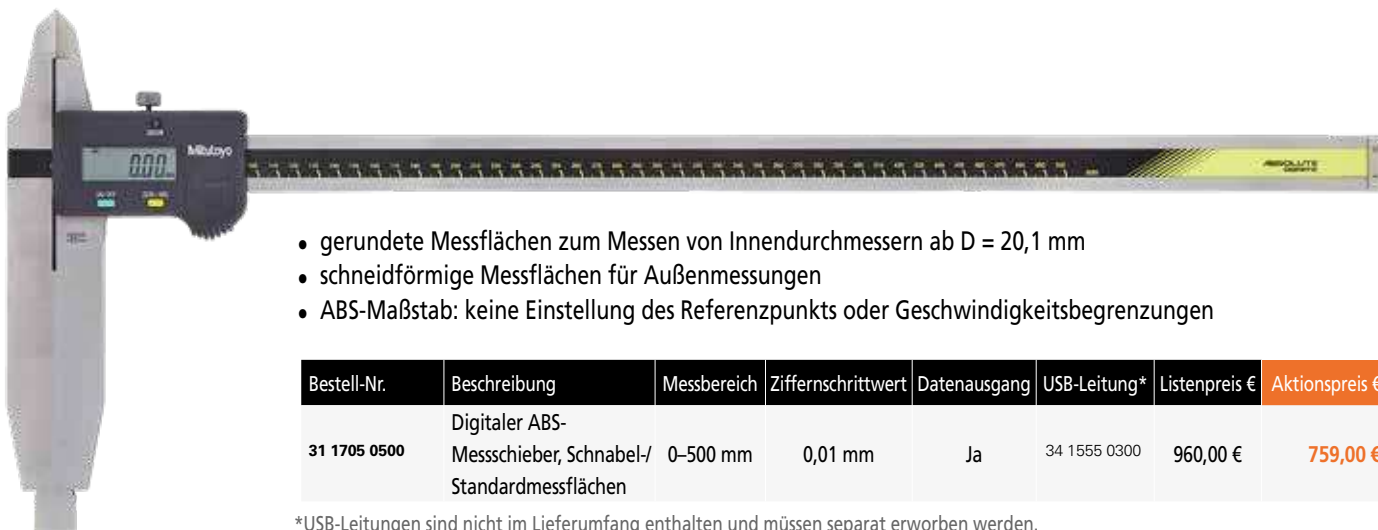 Mitutoyo
0.00
ABSOLUTE
• gerundete Messflächen zum Messen von Innendurchmessern ab D = 20,1 mm
• schneidförmige Messflächen für Außenmessungen
• ABS-Maßstab: keine Einstellung des Referenzpunkts oder Geschwindigkeitsbegrenzungen
Bestell-Nr. Beschreibung Messbereich Ziffernschrittwert Datenausgang USB-Leitung* Listenpreis € Aktionspreis €
Digitaler ABS-
31 1705 0500 Messschieber, Schnabel-/ 0–500 mm 0,01 mm Ja 34 1555 0300 960,00 € 759,00 €
Standardmessflächen
*USB-Leitungen sind nicht im Lieferumfang enthalten und müssen separat erworben werden.